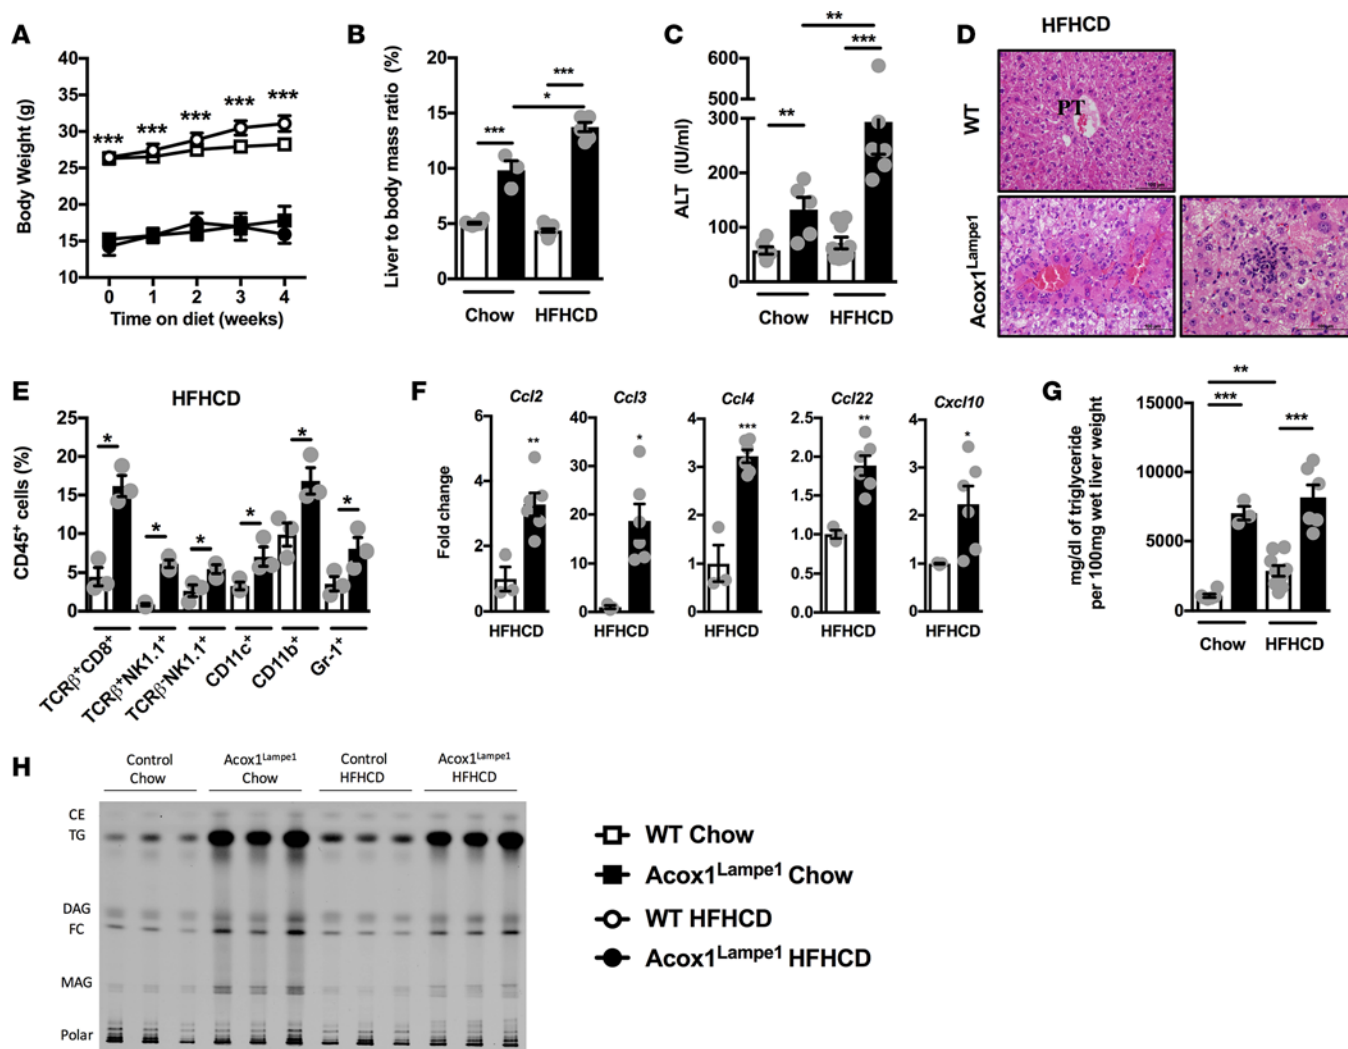 A
Body Weight (g)
40
35
30
25
20
15
10
***
***
***
***
***
0 1 2 3 4
Time on diet (weeks)
B
Liver to body mass ratio (%)
20
15
10
5
0
***
***
*
Chow HFHCD
C
ALT (IU/ml)
600
500
300
200
100
0
**
***
**
Chow HFHCD
D
HFHCD
WT
PT
Acox1Lampe1
E
HFHCD
CD45+ cells (%)
25
20
15
10
5
0
*
*
*
*
*
*
TCRβ+CD8+
TCRβ+NK1.1+
TCRβ-NK1.1+
CD11c+
CD11b+
Gr-1+
F
Fold change
Ccl2
6
4
2
0
**
HFHCD
Ccl3
40
30
20
10
0
*
HFHCD
Ccl4
4
3
2
1
0
***
HFHCD
Ccl22
2.5
2.0
1.5
1.0
0.5
0.0
**
HFHCD
Cxcl10
4
3
2
1
0
*
HFHCD
G
mg/dl of triglyceride
per 100mg wet liver weight
15000
10000
5000
0
**
***
***
Chow HFHCD
H
Control
Chow
Acox1Lampe1
Chow
Control
HFHCD
Acox1Lampe1
HFHCD
CE
TG
DAG
FC
MAG
Polar
WT Chow
Acox1Lampe1 Chow
WT HFHCD
Acox1Lampe1 HFHCD